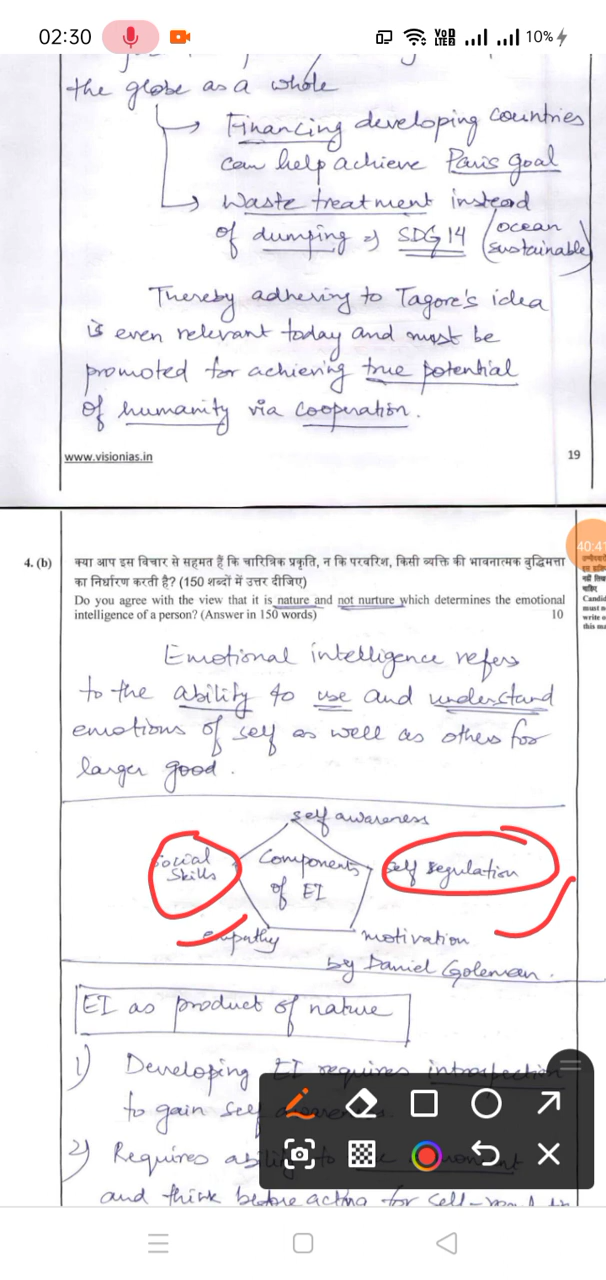 02:30
10%
the globe as a whole
→ Financing developing countries
can help achieve Paris goal
→ Waste treatment instead
of dumping ⇒ SDG 14 (ocean
sustainable)
Thereby adhering to Tagore's idea
is even relevant today and must be
promoted for achieving true potential
of humanity via cooperation.
www.visionias.in
19
40:41
4. (b) क्या आप इस विचार से सहमत हैं कि चारित्रिक प्रकृति, न कि परवरिश, किसी व्यक्ति की भावनात्मक बुद्धिमत्ता
का निर्धारण करती है? (150 शब्दों में उत्तर दीजिए)
Do you agree with the view that it is nature and not nurture which determines the emotional
intelligence of a person? (Answer in 150 words) 10
Candid
must n
write o
this ma
Emotional intelligence refers
to the ability to use and understand
emotions of self as well as others for
larger good.
self awareness
Social
Skills
Components
of EI
self regulation
empathy
motivation
by Daniel Goleman.
EI as product of nature
1) Developing EI requires introspection
to gain self
2) Requires
and think before acting for self-